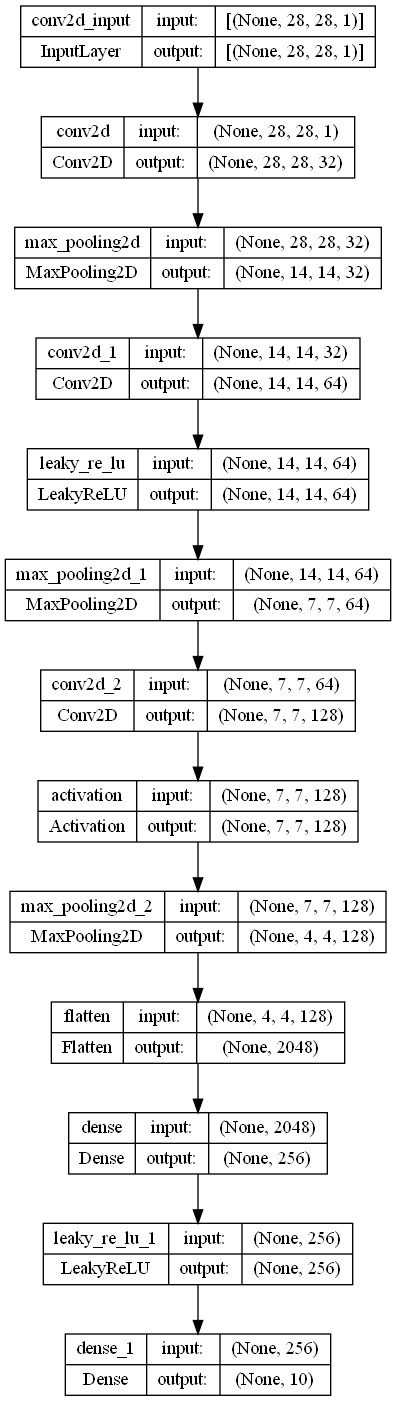 conv2d_input input: [(None, 28, 28, 1)]
InputLayer output: [(None, 28, 28, 1)]
conv2d input: (None, 28, 28, 1)
Conv2D output: (None, 28, 28, 32)
max_pooling2d input: (None, 28, 28, 32)
MaxPooling2D output: (None, 14, 14, 32)
conv2d_1 input: (None, 14, 14, 32)
Conv2D output: (None, 14, 14, 64)
leaky_re_lu input: (None, 14, 14, 64)
LeakyReLU output: (None, 14, 14, 64)
max_pooling2d_1 input: (None, 14, 14, 64)
MaxPooling2D output: (None, 7, 7, 64)
conv2d_2 input: (None, 7, 7, 64)
Conv2D output: (None, 7, 7, 128)
activation input: (None, 7, 7, 128)
Activation output: (None, 7, 7, 128)
max_pooling2d_2 input: (None, 7, 7, 128)
MaxPooling2D output: (None, 4, 4, 128)
flatten input: (None, 4, 4, 128)
Flatten output: (None, 2048)
dense input: (None, 2048)
Dense output: (None, 256)
leaky_re_lu_1 input: (None, 256)
LeakyReLU output: (None, 256)
dense_1 input: (None, 256)
Dense output: (None, 10)